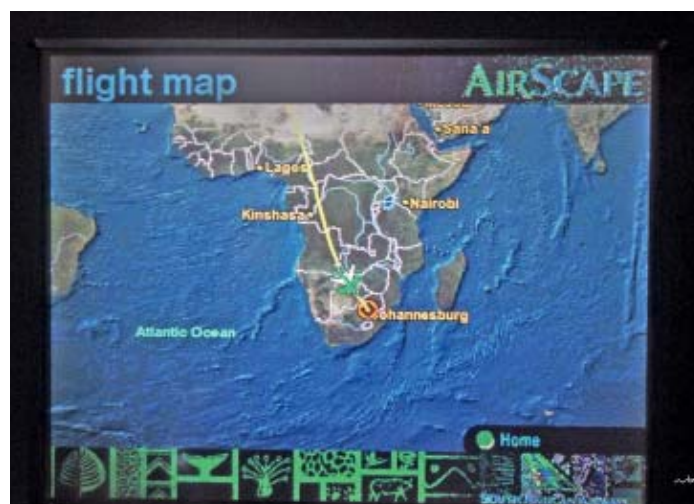 flight map
AIRSCAPE
Sana'a
Lagos
Nairobi
Kinshasa
Johannesburg
Atlantic Ocean
Home